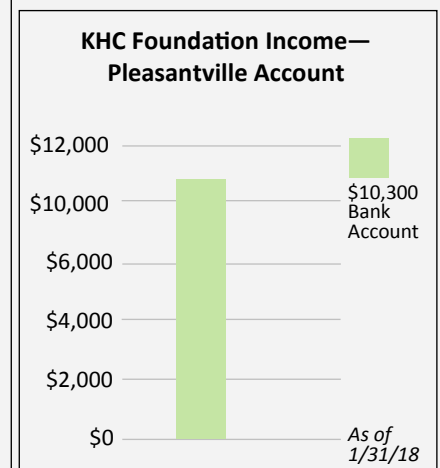 KHC Foundation Income—
Pleasantville Account
$12,000
$10,000
$6,000
$4,000
$2,000
$0
$10,300
Bank
Account
As of
1/31/18